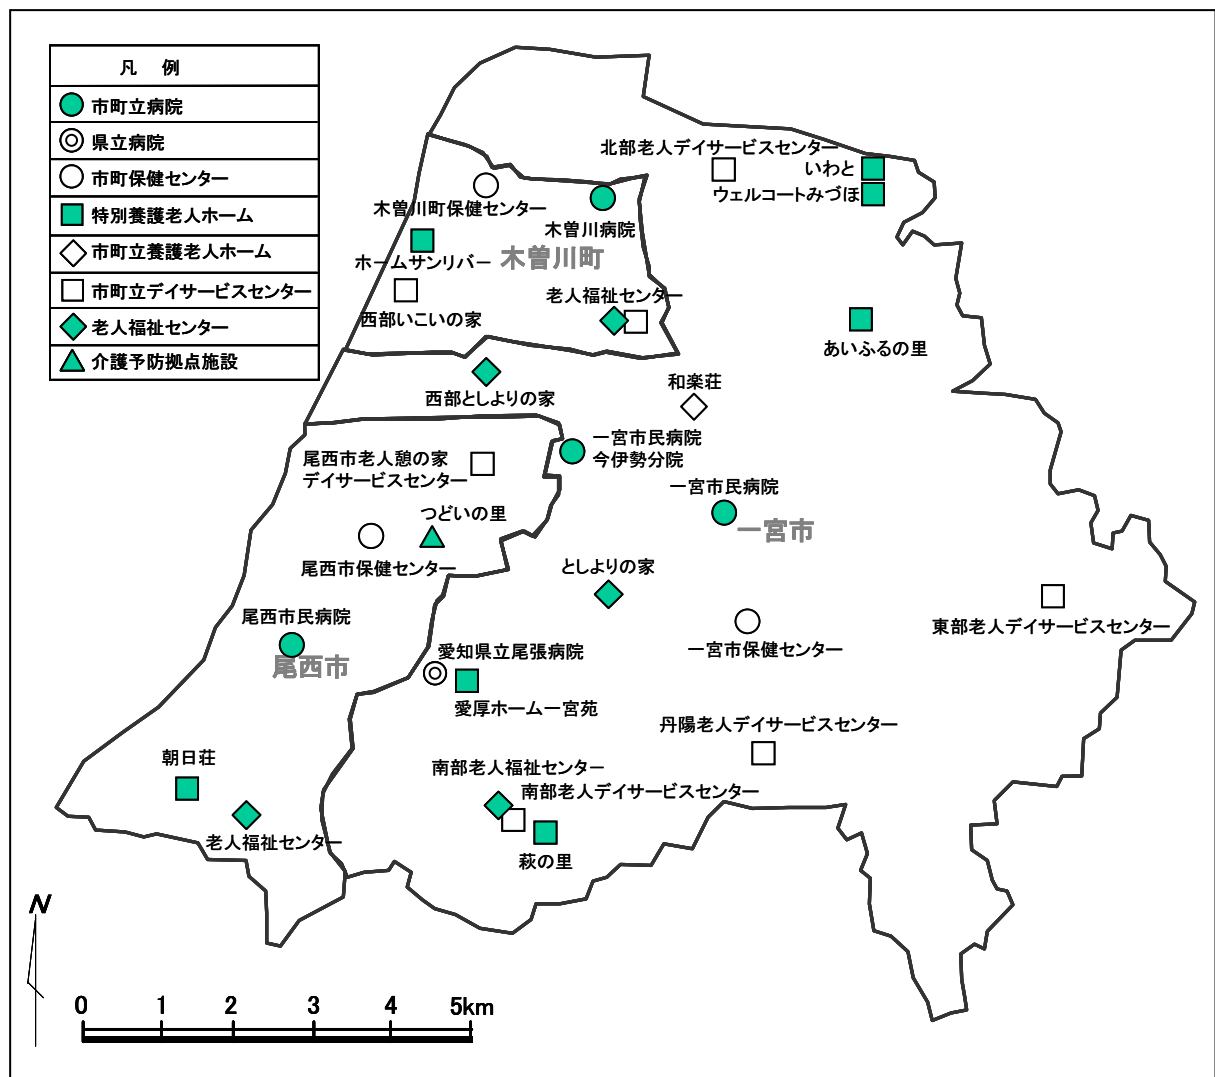 凡 例
市町立病院
県立病院
市町保健センター
特別養護老人ホーム
市町立養護老人ホーム
市町立デイサービスセンター
老人福祉センター
介護予防拠点施設
北部老人デイサービスセンター
いわと
ウェルコートみづほ
木曽川町保健センター
木曽川病院
木曽川町
ホームサンリバー
老人福祉センター
西部いこいの家
あいふるの里
西部としよりの家
和楽荘
一宮市民病院
今伊勢分院
尾西市老人憩の家
デイサービスセンター
一宮市民病院
一宮市
つどいの里
尾西市保健センター
としよりの家
尾西市民病院
尾西市
東部老人デイサービスセンター
一宮市保健センター
愛知県立尾張病院
愛厚ホーム一宮苑
丹陽老人デイサービスセンター
朝日荘
南部老人福祉センター
南部老人デイサービスセンター
老人福祉センター
萩の里
N
0 1 2 3 4 5km